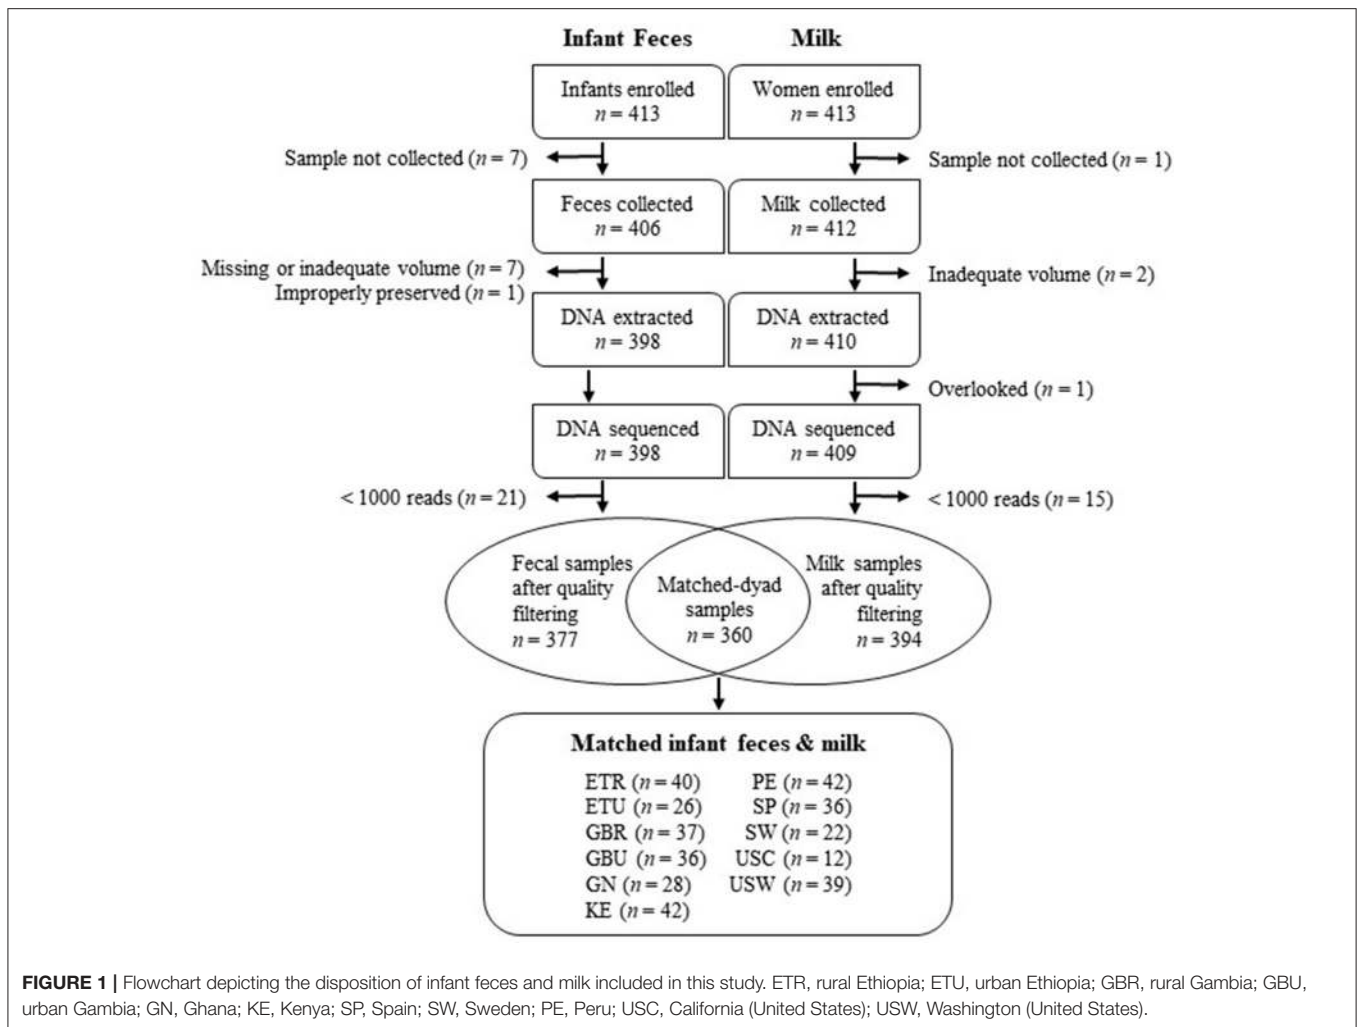 Infant Feces
Milk
Infants enrolled
n = 413
Women enrolled
n = 413
Sample not collected (n = 7)
Sample not collected (n = 1)
Feces collected
n = 406
Milk collected
n = 412
Missing or inadequate volume (n = 7)
Improperly preserved (n = 1)
Inadequate volume (n = 2)
DNA extracted
n = 398
DNA extracted
n = 410
Overlooked (n = 1)
DNA sequenced
n = 398
DNA sequenced
n = 409
< 1000 reads (n = 21)
< 1000 reads (n = 15)
Fecal samples
after quality
filtering
n = 377
Matched-dyad
samples
n = 360
Milk samples
after quality
filtering
n = 394
Matched infant feces & milk
ETR (n = 40)
ETU (n = 26)
GBR (n = 37)
GBU (n = 36)
GN (n = 28)
KE (n = 42)
PE (n = 42)
SP (n = 36)
SW (n = 22)
USC (n = 12)
USW (n = 39)
FIGURE 1 | Flowchart depicting the disposition of infant feces and milk included in this study. ETR, rural Ethiopia; ETU, urban Ethiopia; GBR, rural Gambia; GBU,
urban Gambia; GN, Ghana; KE, Kenya; SP, Spain; SW, Sweden; PE, Peru; USC, California (United States); USW, Washington (United States).